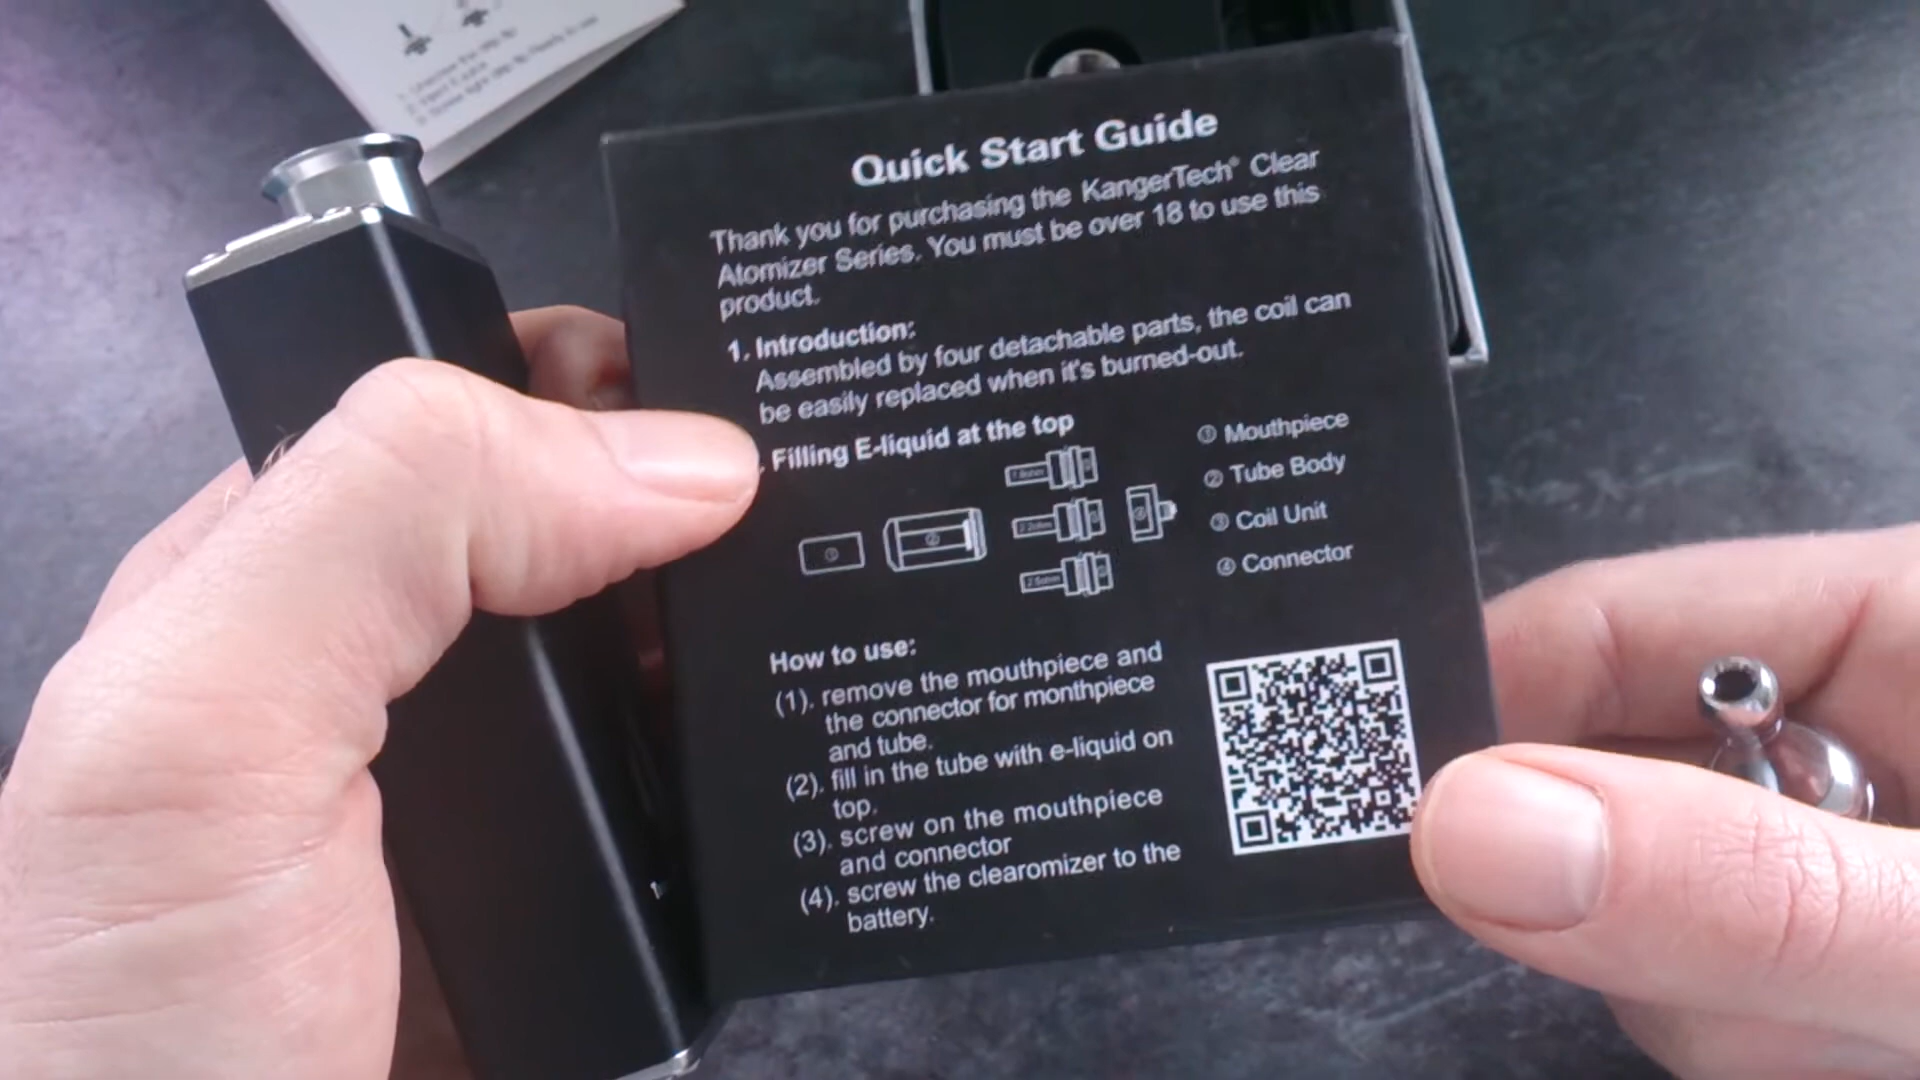 Quick Start Guide
Thank you for purchasing the KangerTech® Clear
Atomizer Series. You must be over 18 to use this
product.
1. Introduction:
Assembled by four detachable parts, the coil can
be easily replaced when it's burned-out.
Filling E-liquid at the top
① Mouthpiece
② Tube Body
③ Coil Unit
④ Connector
① ② ④
How to use:
(1). remove the mouthpiece and
the connector for monthpiece
and tube.
(2). fill in the tube with e-liquid on
top.
(3). screw on the mouthpiece
and connector
(4). screw the clearomizer to the
battery.